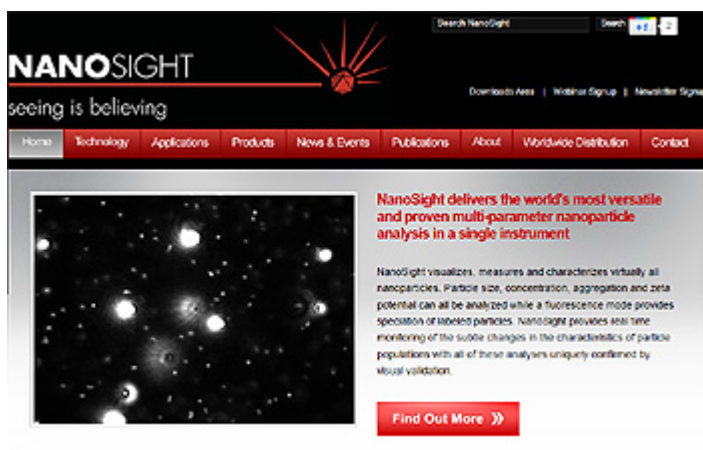 Search NanoSight
Search
+1
2
NANOSIGHT
seeing is believing
Downloads Area | Webinar Signup | Newsletter Signu
Home
Technology
Applications
Products
News & Events
Publications
About
Worldwide Distribution
Contact
NanoSight delivers the world's most versatile
and proven multi-parameter nanoparticle
analysis in a single instrument
NanoSight visualizes, measures and characterizes virtually all
nanoparticles. Particle size, concentration, aggregation and zeta
potential can all be analyzed while a fluorescence mode provides
speciation of labeled particles. NanoSight provides real time
monitoring of the subtle changes in the characteristics of particle
populations with all of these analyses uniquely confirmed by
visual validation.
Find Out More »